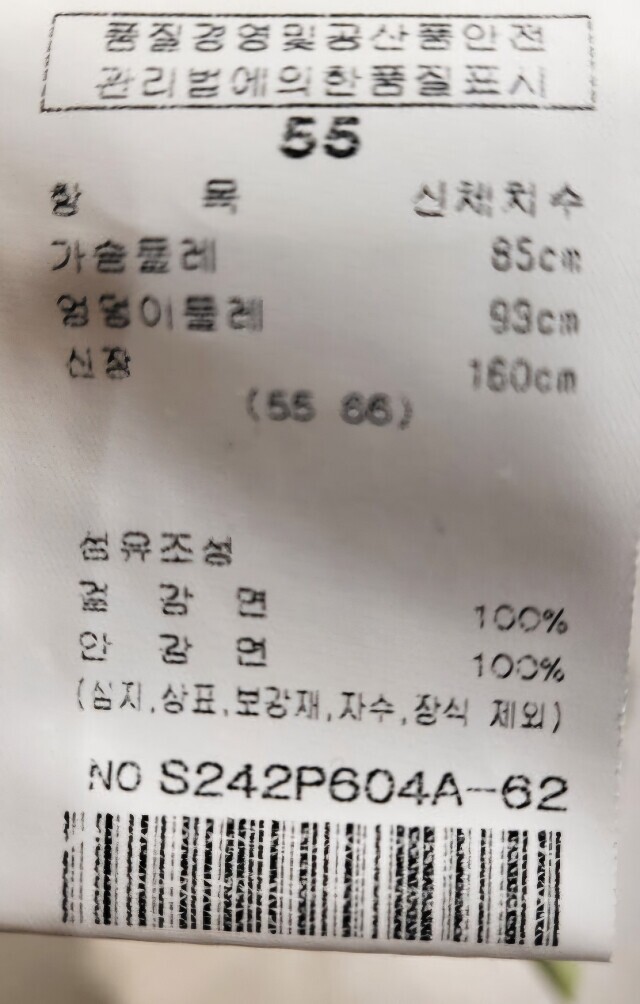 품질경영및공산품안전
관리법에의한품질표시
55
항 목 신체치수
가슴둘레 85cm
엉덩이둘레 93cm
신장 160cm
(55 66)
섬유조성
겉 감 면 100%
안 감 면 100%
(심지,상표,보강재,자수,장식 제외)
NO S242P604A-62